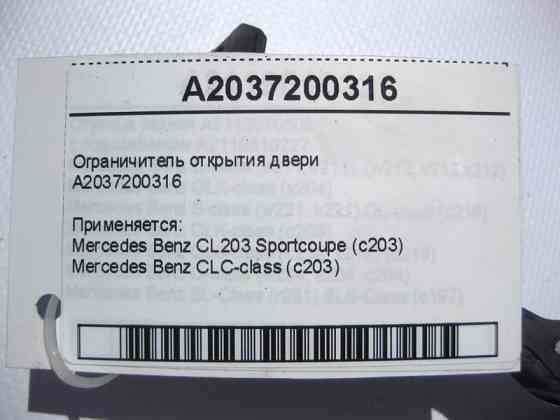 A2037200316
Ограничитель открытия двери
A2037200316
Применяется:
Mercedes Benz CL203 Sportcoupe (c203)
Mercedes Benz CLC-class (c203)